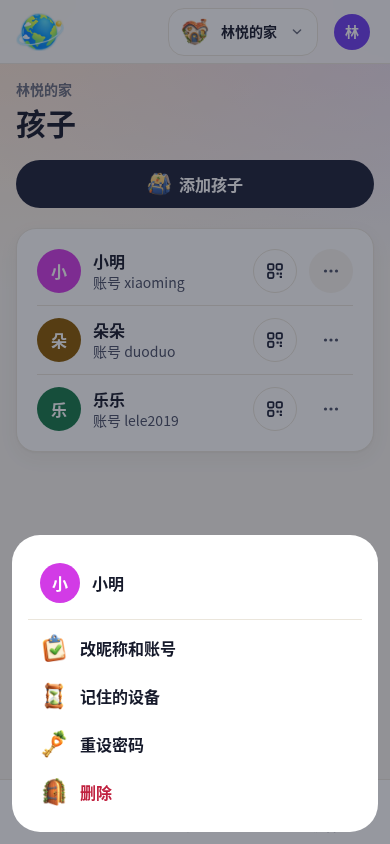 林悦的家
林
林悦的家
孩子
添加孩子
小
小明
账号 xiaoming
朵
朵朵
账号 duoduo
乐
乐乐
账号 lele2019
小
小明
改昵称和账号
记住的设备
重设密码
删除